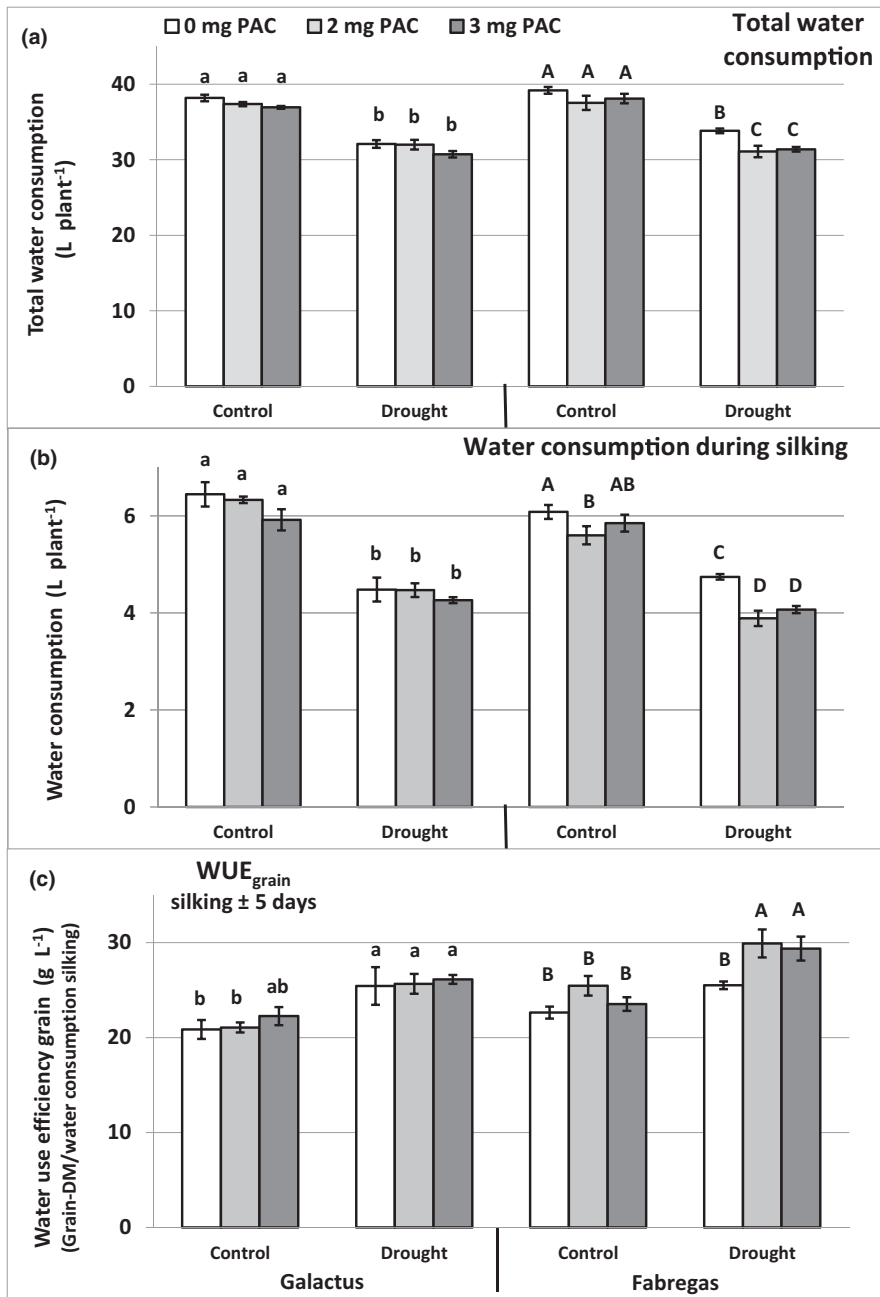 (a)
0 mg PAC 2 mg PAC 3 mg PAC
Total water
consumption
Total water consumption
(L plant⁻¹)
40
30
20
10
0
a a a
b b b
A A A
B C C
Control Drought Control Drought
(b)
Water consumption during silking
Water consumption (L plant⁻¹)
6
4
2
0
a a a
b b b
A B AB
C D D
Control Drought Control Drought
(c)
WUEgrain
silking ± 5 days
Water use efficiency grain (g L⁻¹)
(Grain-DM/water consumption silking)
30
20
10
0
b b ab
a a a
B B B
B A A
Control Drought Control Drought
Galactus Fabregas